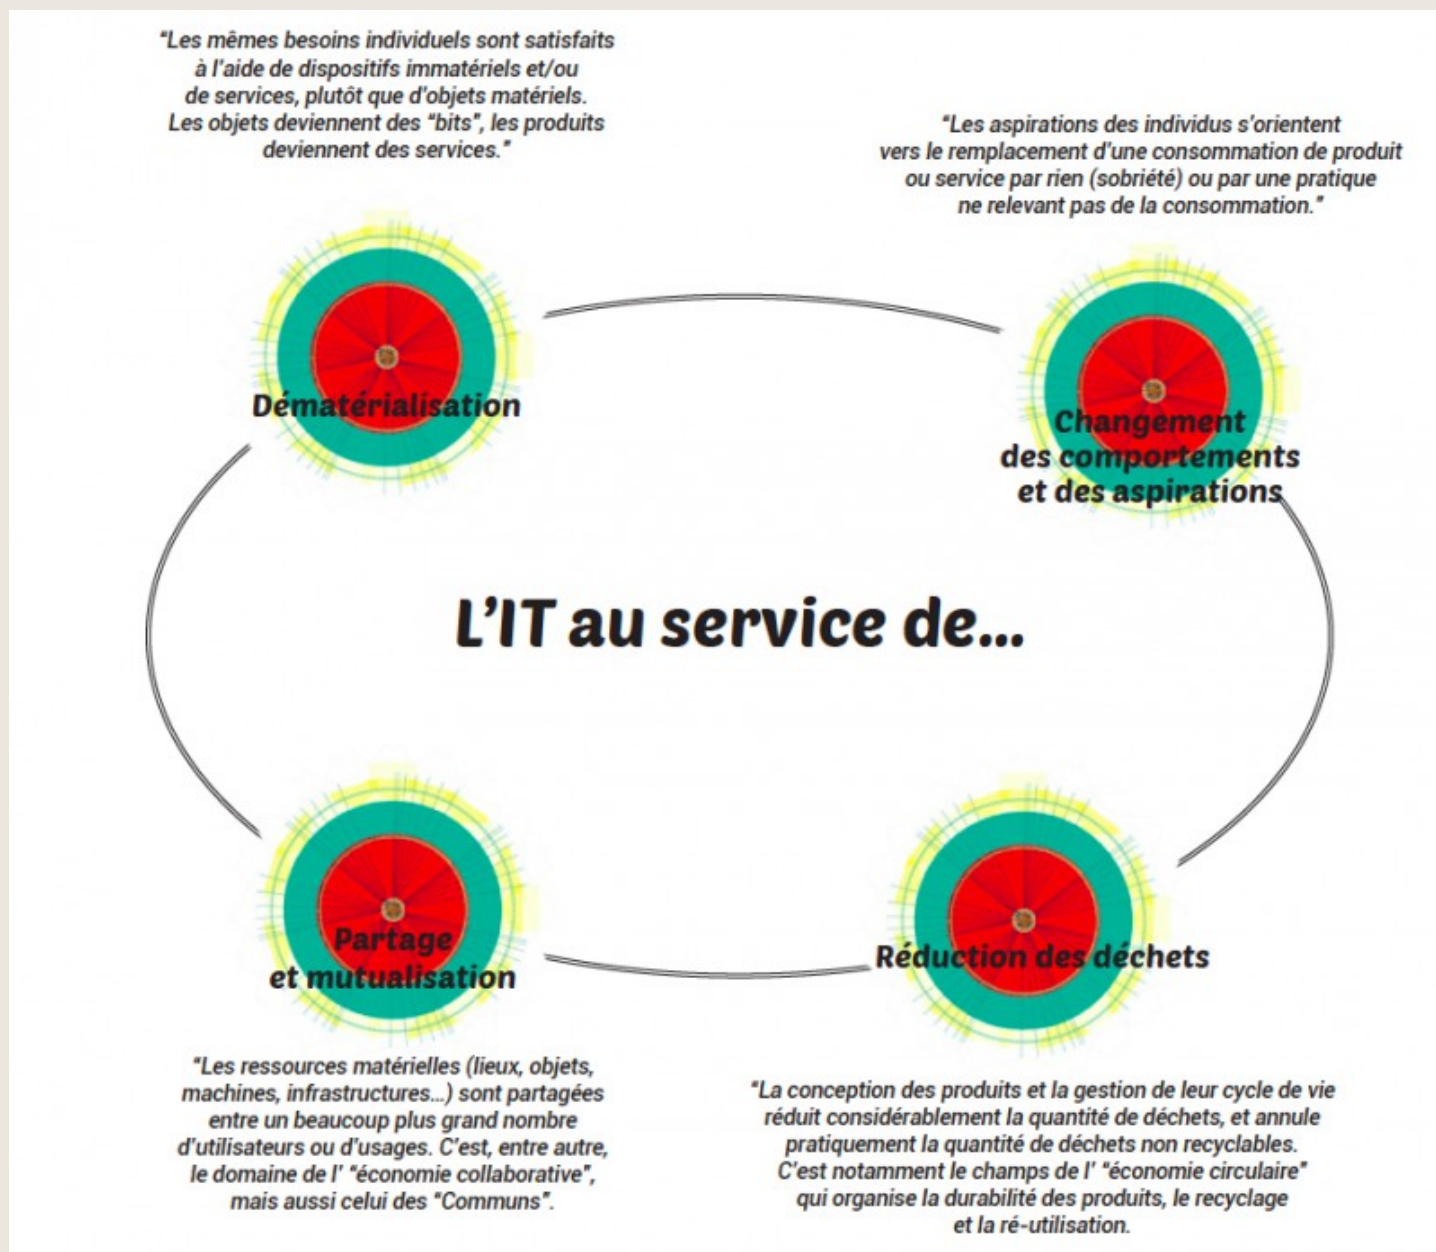 “Les mêmes besoins individuels sont satisfaits
à l'aide de dispositifs immatériels et/ou
de services, plutôt que d'objets matériels.
Les objets deviennent des “bits”, les produits
deviennent des services.”
“Les aspirations des individus s'orientent
vers le remplacement d'une consommation de produit
ou service par rien (sobriété) ou par une pratique
ne relevant pas de la consommation.”
Dématérialisation
Changement
des comportements
et des aspirations
L'IT au service de...
Partage
et mutualisation
Réduction des déchets
“Les ressources matérielles (lieux, objets,
machines, infrastructures...) sont partagées
entre un beaucoup plus grand nombre
d'utilisateurs ou d'usages. C'est, entre autre,
le domaine de l' “économie collaborative”,
mais aussi celui des “Communs”.
“La conception des produits et la gestion de leur cycle de vie
réduit considérablement la quantité de déchets, et annule
pratiquement la quantité de déchets non recyclables.
C'est notamment le champs de l' “économie circulaire”
qui organise la durabilité des produits, le recyclage
et la ré-utilisation.